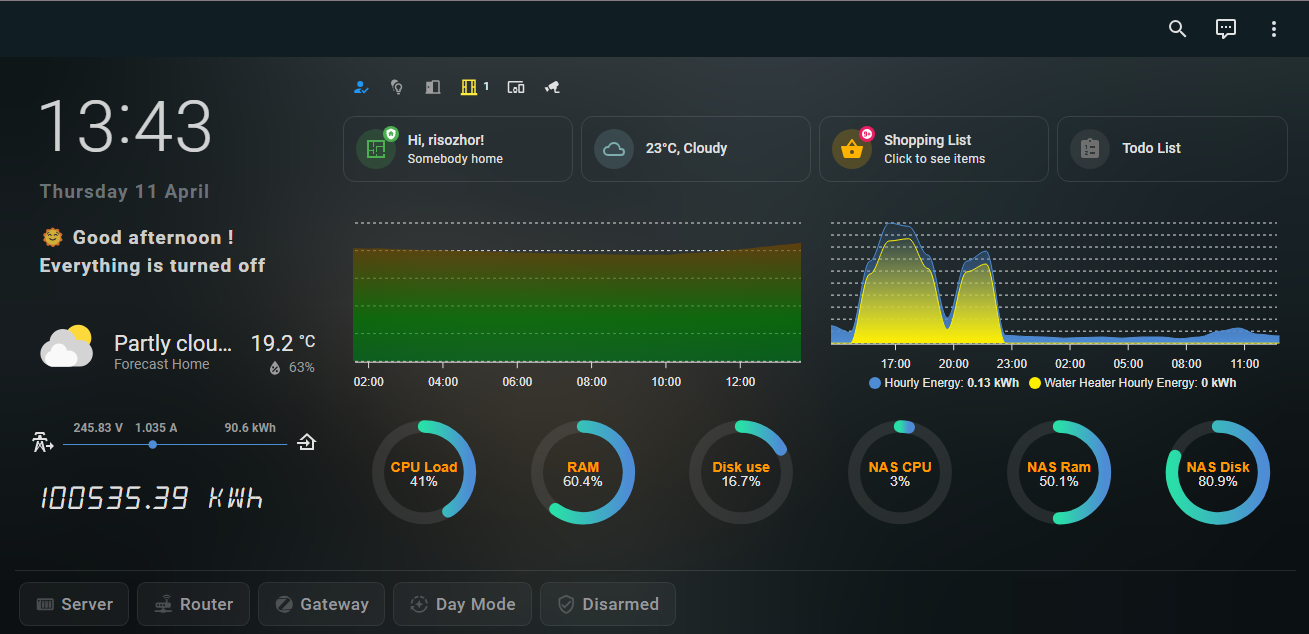 13:43
Thursday 11 April
Good afternoon !
Everything is turned off
Partly clou... 19.2 °C
Forecast Home 63%
245.83 V 1.035 A 90.6 kWh
100535.39 kWh
1
Hi, risozhor!
Somebody home
23°C, Cloudy
9+
Shopping List
Click to see items
Todo List
02:00 04:00 06:00 08:00 10:00 12:00
17:00 20:00 23:00 02:00 05:00 08:00 11:00
Hourly Energy: 0.13 kWh Water Heater Hourly Energy: 0 kWh
CPU Load
41%
RAM
60.4%
Disk use
16.7%
NAS CPU
3%
NAS Ram
50.1%
NAS Disk
80.9%
Server Router Gateway Day Mode Disarmed